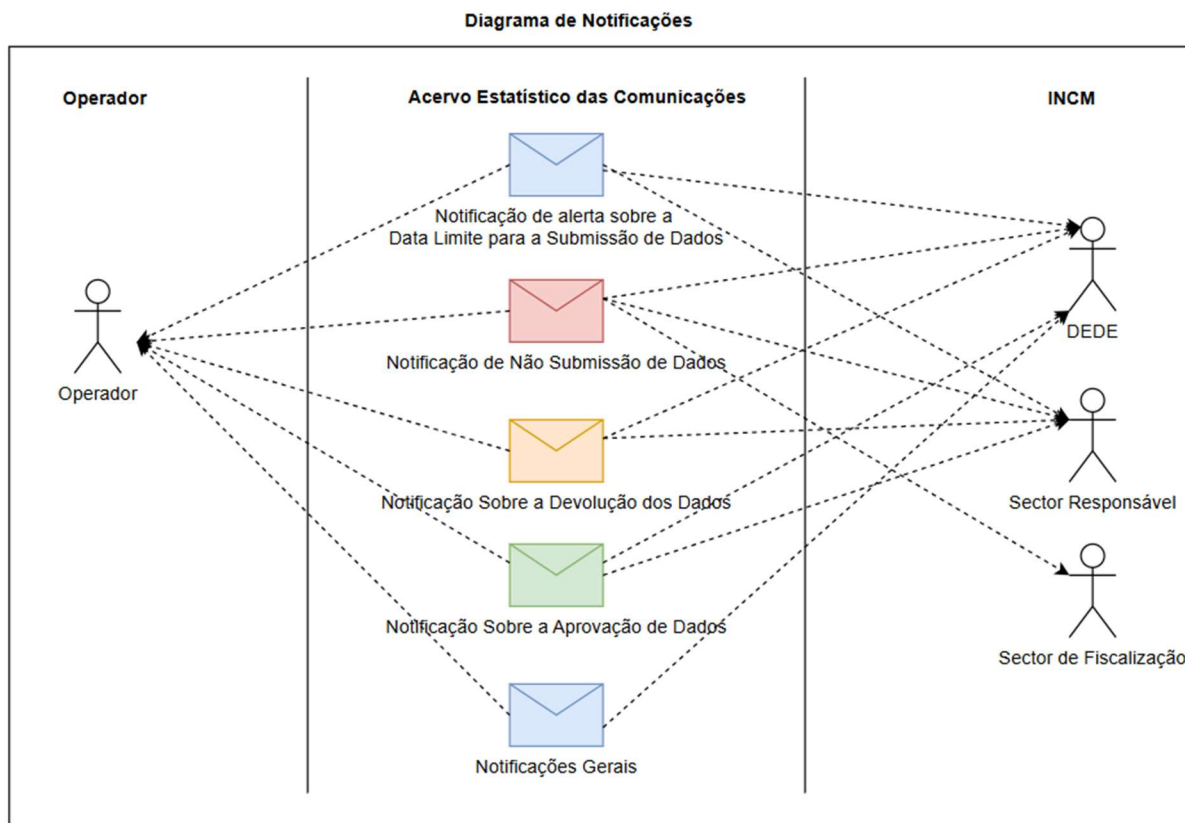 Diagrama de Notificações
Operador
Acervo Estatístico das Comunicações
INCM
Notificação de alerta sobre a
Data Limite para a Submissão de Dados
Notificação de Não Submissão de Dados
Notificação Sobre a Devolução dos Dados
Notificação Sobre a Aprovação de Dados
Notificações Gerais
Operador
DEDE
Sector Responsável
Sector de Fiscalização